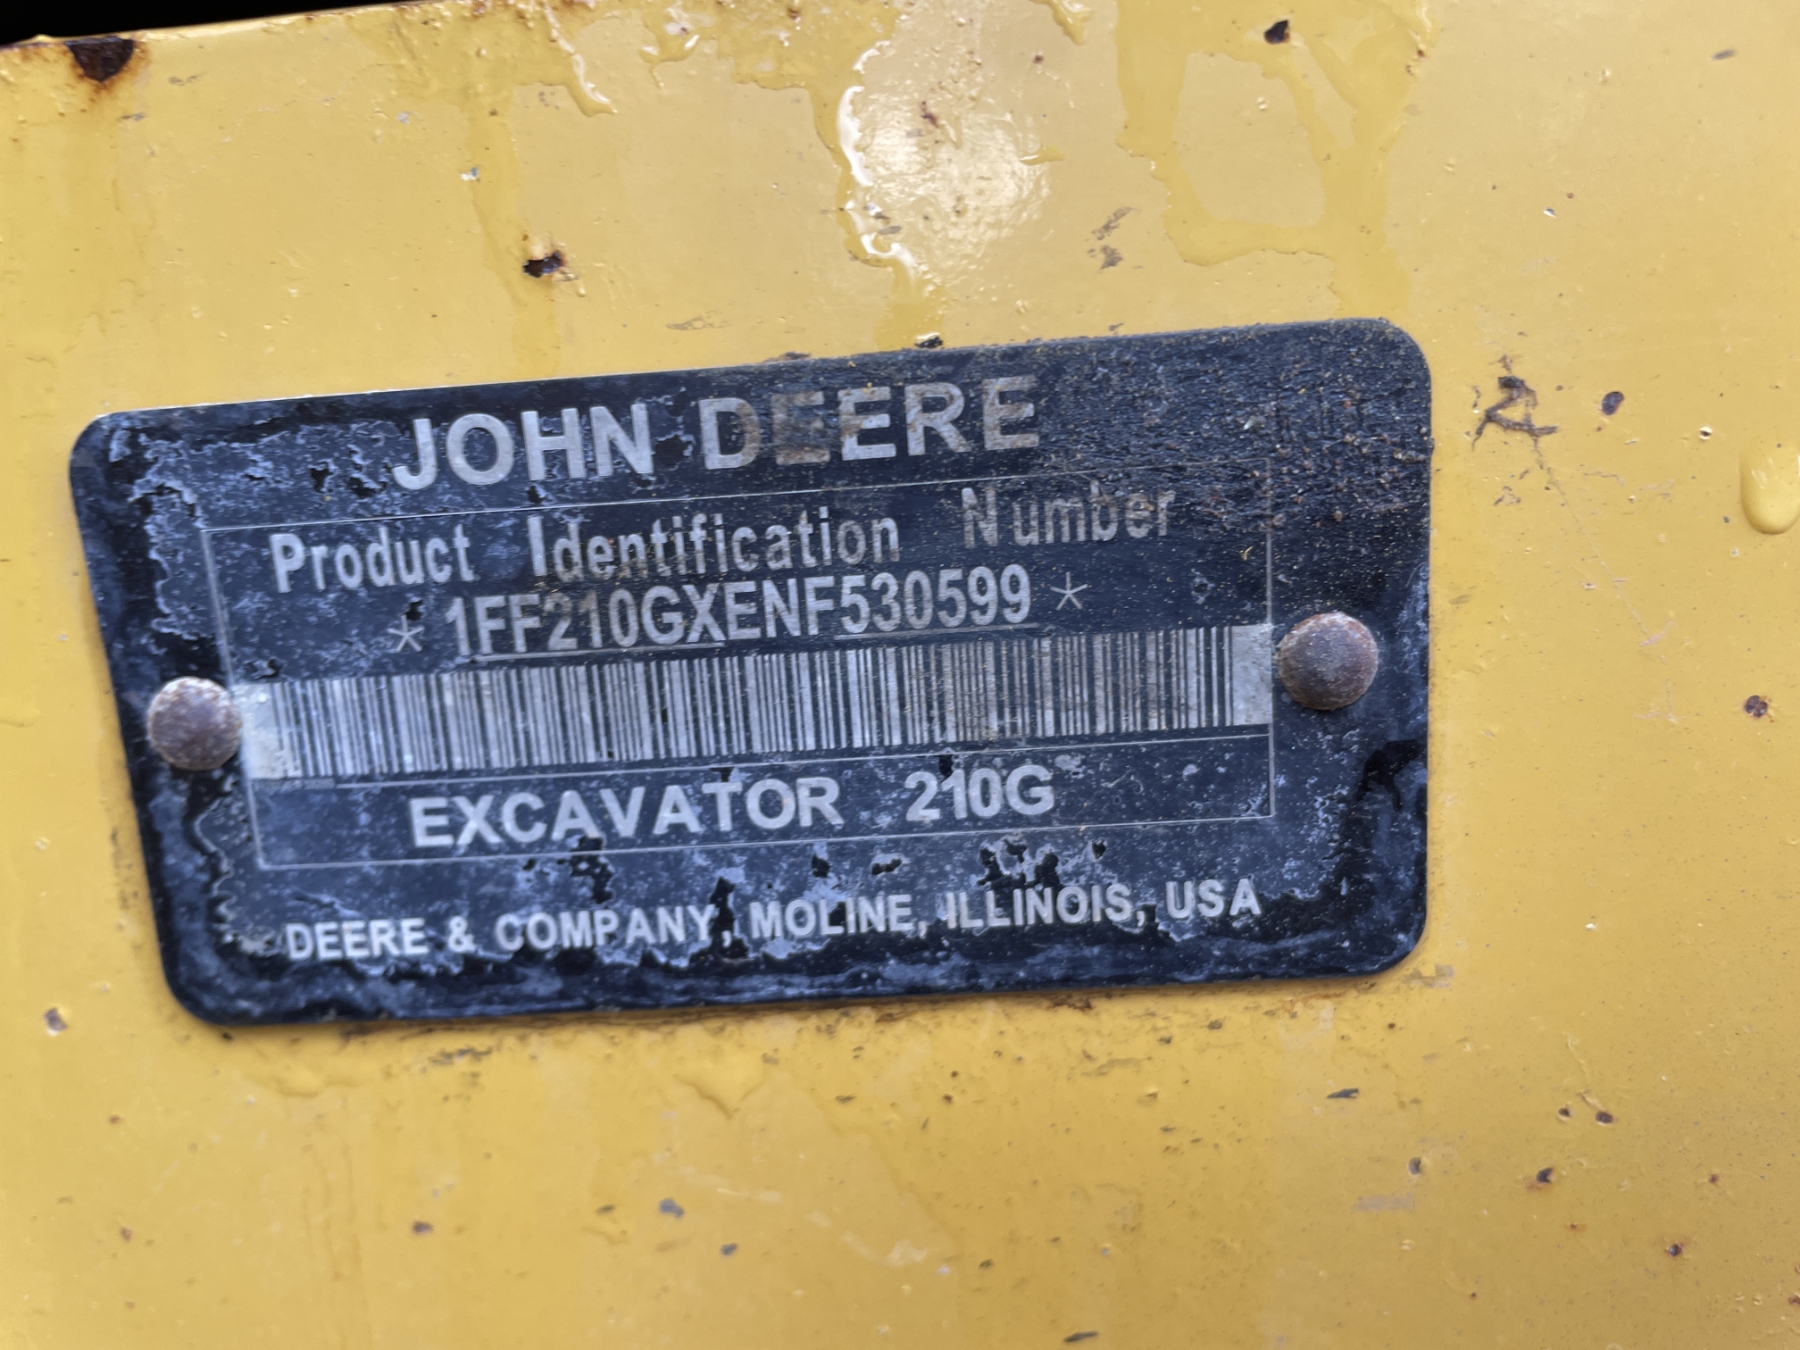 JOHN DEERE
Product Identification Number
* 1FF210GXENF530599 *
EXCAVATOR 210G
DEERE & COMPANY, MOLINE, ILLINOIS, USA